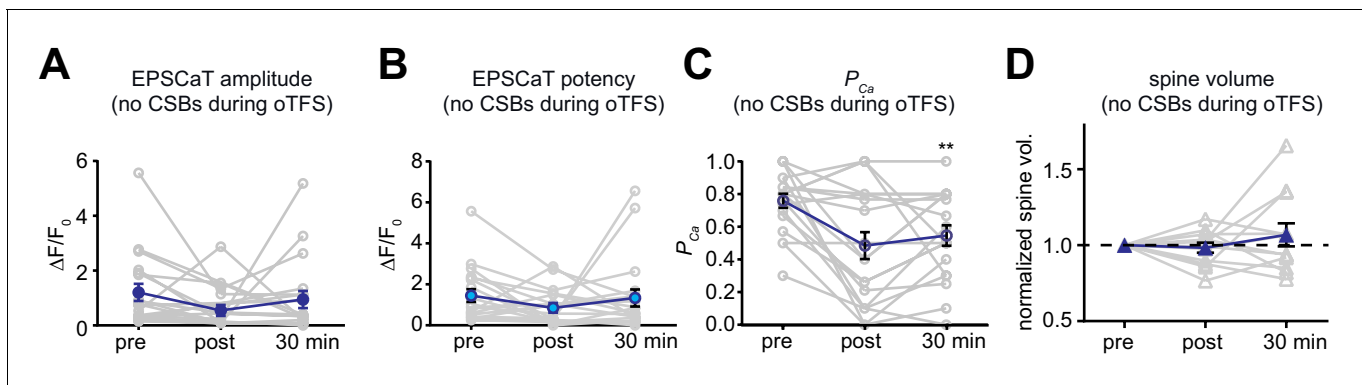 A
EPSCaT amplitude
(no CSBs during oTFS)
ΔF/F0
6
4
2
0
pre post 30 min
B
EPSCaT potency
(no CSBs during oTFS)
ΔF/F0
8
6
4
2
0
pre post 30 min
C
PCa
(no CSBs during oTFS)
**
PCa
1.0
0.8
0.6
0.4
0.2
0.0
pre post 30 min
D
spine volume
(no CSBs during oTFS)
normalized spine vol.
1.5
1.0
0.5
pre post 30 min